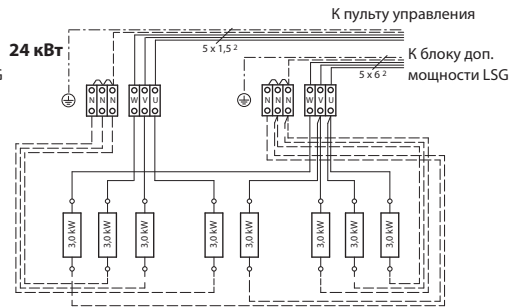 К пульту управления
24 кВт
5 x 1,5 2
К блоку доп.
5 x 6 2
мощности LSG
G
N N N W V U
N N N W V U
3,0 kW 3,0 kW 3,0 kW 3,0 kW 3,0 kW 3,0 kW 3,0 kW 3,0 kW